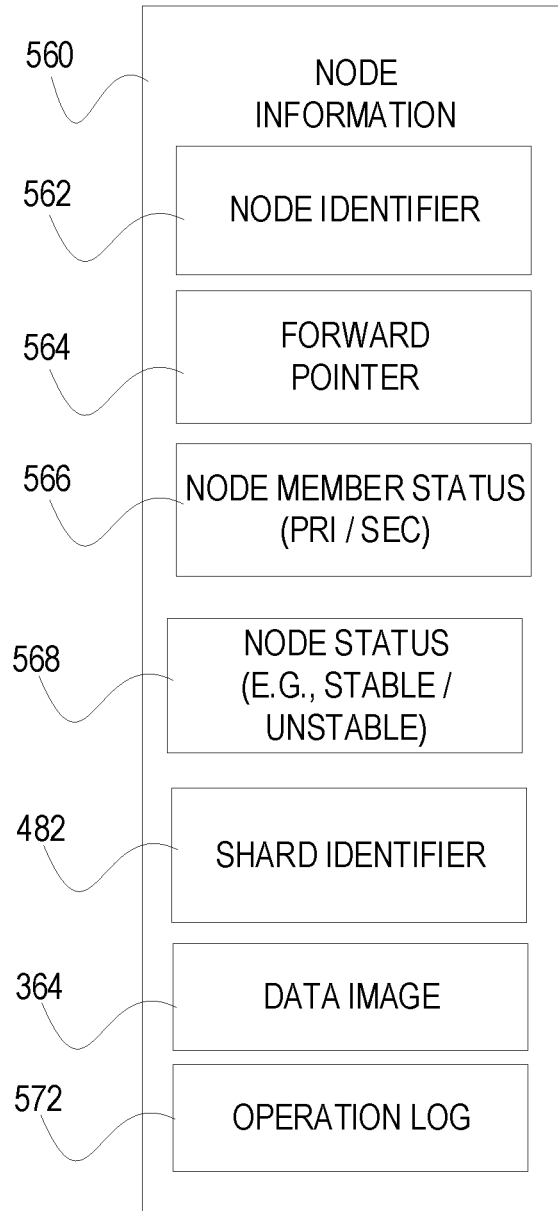 560
NODE
INFORMATION
562
NODE IDENTIFIER
564
FORWARD
POINTER
566
NODE MEMBER STATUS
(PRI / SEC)
568
NODE STATUS
(E.G., STABLE /
UNSTABLE)
482
SHARD IDENTIFIER
364
DATA IMAGE
572
OPERATION LOG